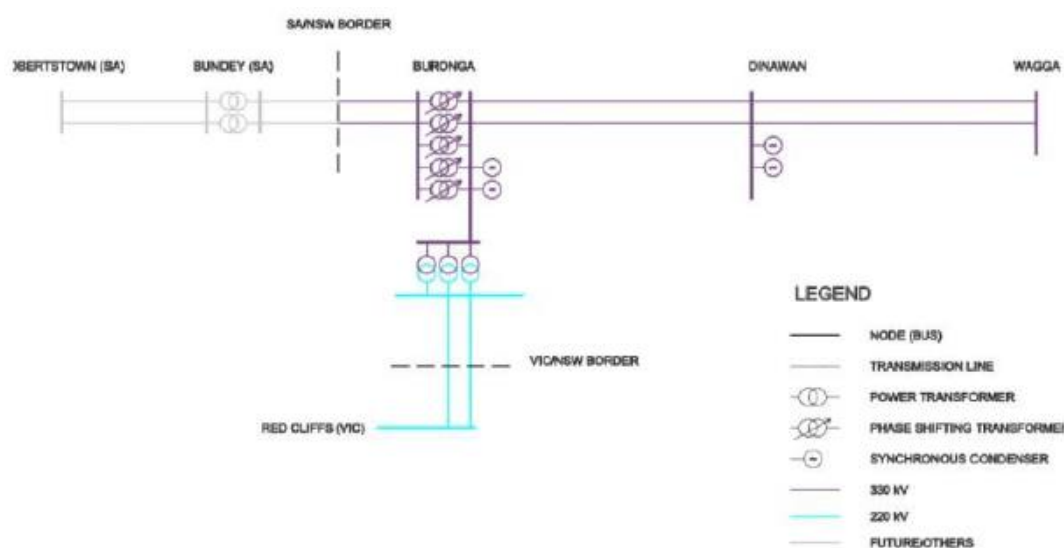 SA/NSW BORDER
OBERTSTOWN (SA) BUNDEY (SA) BURONGA DINAWAN WAGGA
LEGEND
NODE (BUS)
TRANSMISSION LINE
VIC/NSW BORDER
POWER TRANSFORMER
RED CLIFFS (VIC)
PHASE SHIFTING TRANSFORMER
SYNCHRONOUS CONDENSER
330 kV
220 kV
FUTURE/OTHERS